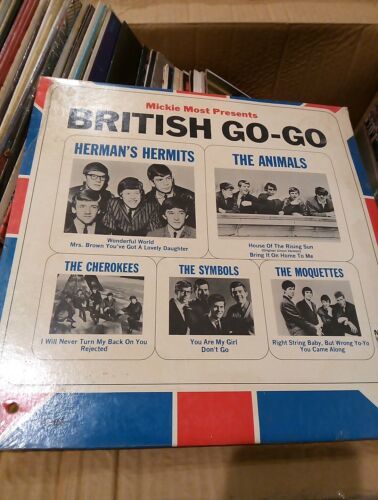 Mickie Most Presents
BRITISH GO-GO
HERMAN'S HERMITS
Wonderful World
Mrs. Brown You've Got A Lovely Daughter
THE ANIMALS
House Of The Rising Sun
(Original Uncut Version)
Bring It On Home To Me
THE CHEROKEES
I Will Never Turn My Back On You
Rejected
THE SYMBOLS
You Are My Girl
Don't Go
THE MOQUETTES
Right String Baby, But Wrong Yo-Yo
You Came Along